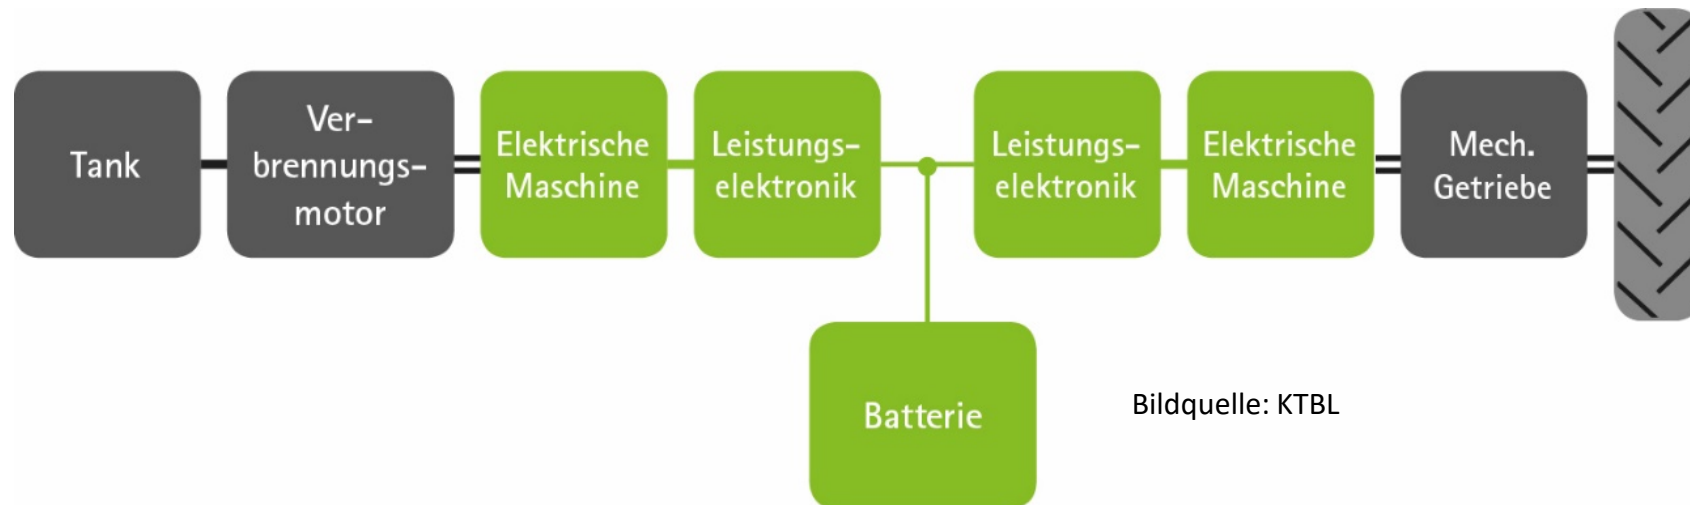 Tank
Ver-
brennungs-
motor
Elektrische
Maschine
Leistungs-
elektronik
Leistungs-
elektronik
Elektrische
Maschine
Mech.
Getriebe
Batterie
Bildquelle: KTBL